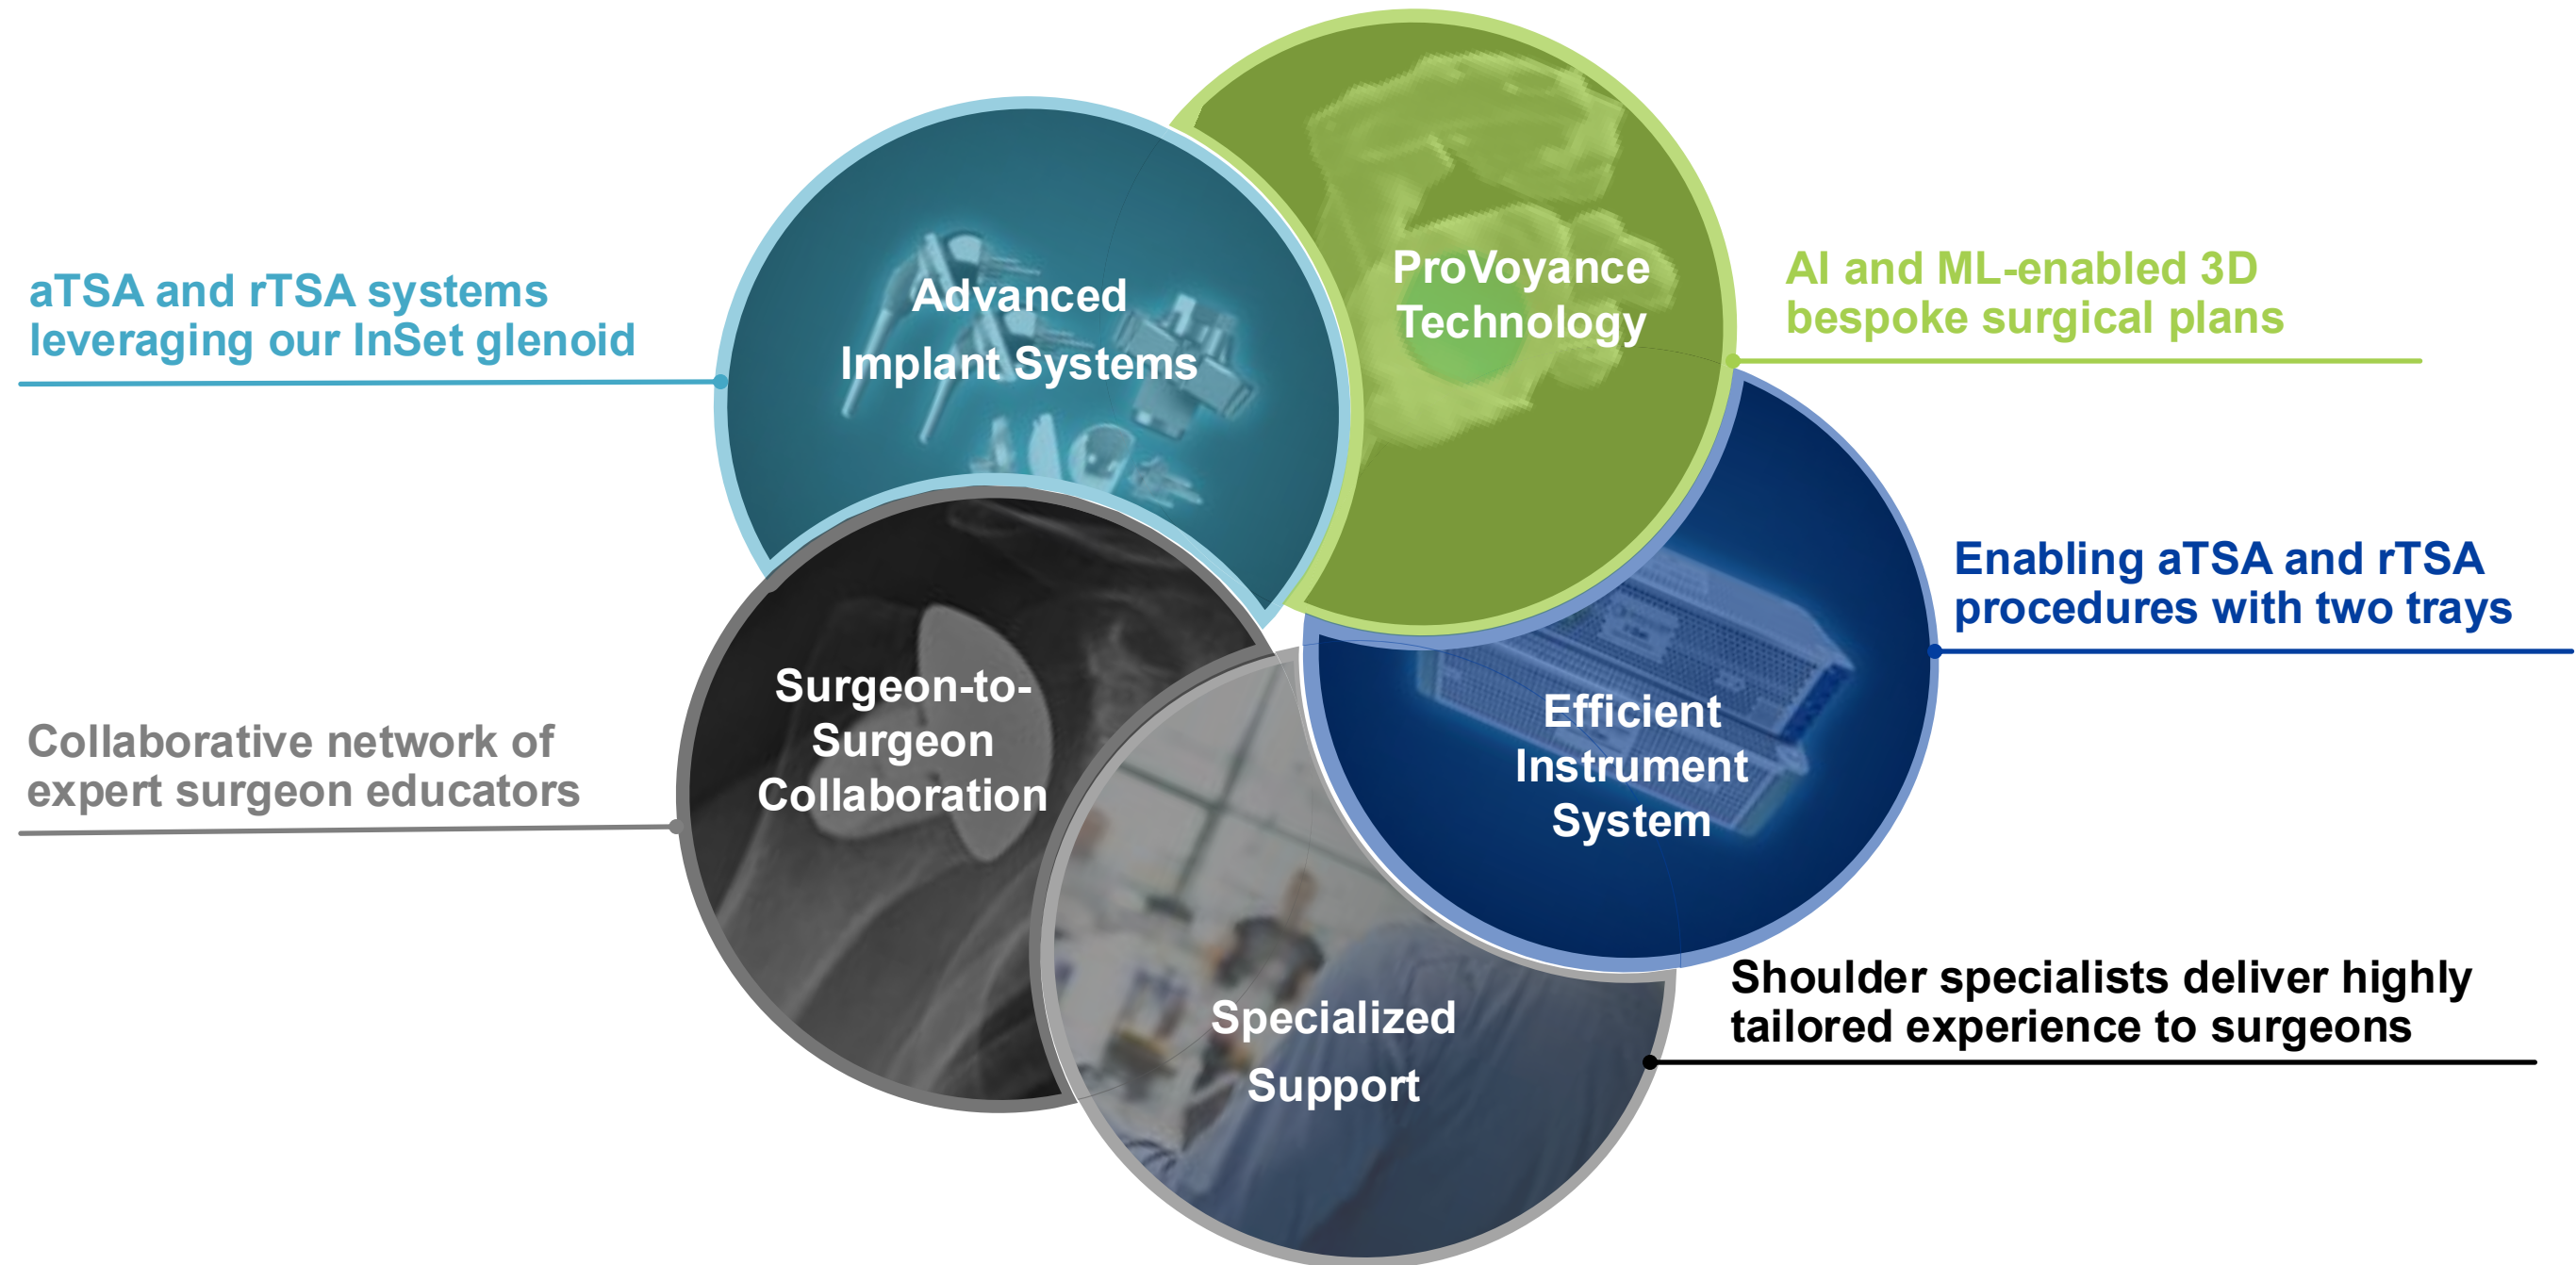 aTSA and rTSA systems
leveraging our InSet glenoid
Advanced
Implant Systems
ProVoyance
Technology
AI and ML-enabled 3D
bespoke surgical plans
Enabling aTSA and rTSA
procedures with two trays
Efficient
Instrument
System
Surgeon-to-
Surgeon
Collaboration
Collaborative network of
expert surgeon educators
Specialized
Support
Shoulder specialists deliver highly
tailored experience to surgeons